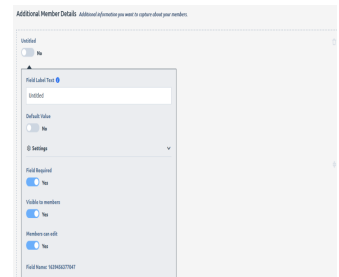 Additional Member Details Additional information you want to capture about your members.
Untitled
No
Field Label Text
Untitled
Default Value
No
Settings
Field Required
Yes
Visible to members
Yes
Members can edit
Yes
Field Name: 1639656377847